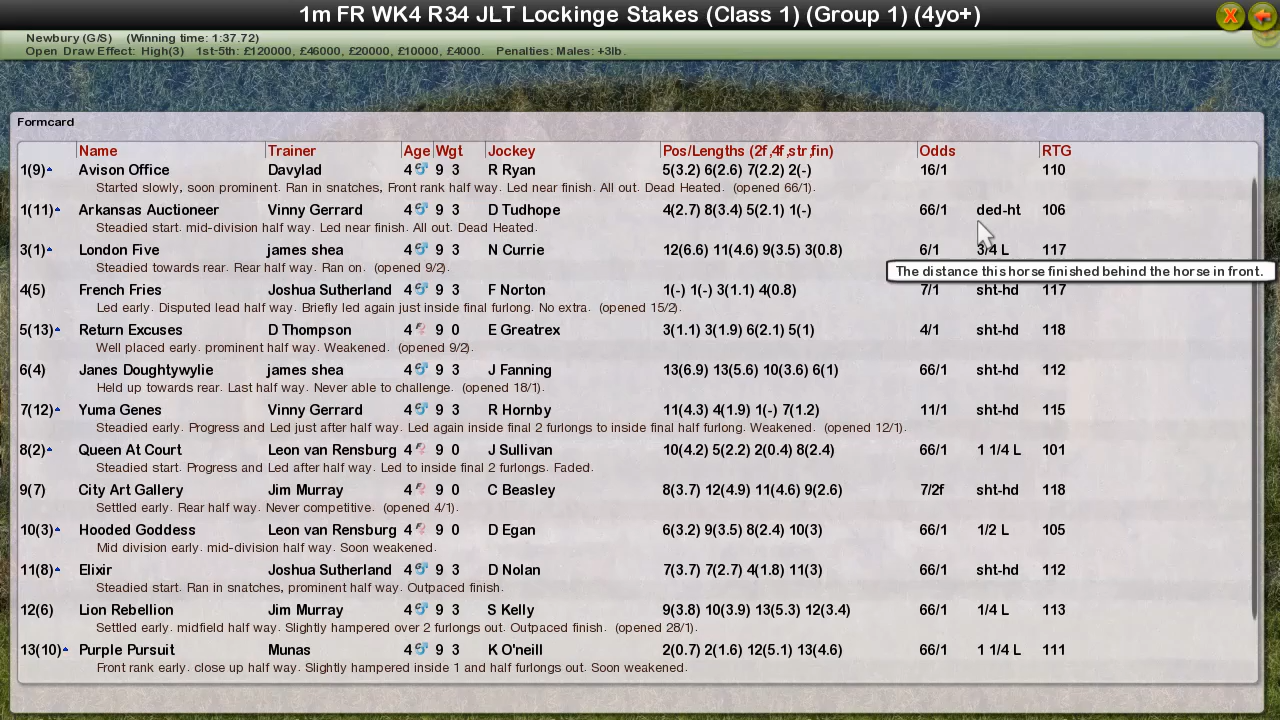 1m FR WK4 R34 JLT Lockinge Stakes (Class 1) (Group 1) (4yo+)
Newbury (G/S) (Winning time: 1:37.72)
Open Draw Effect: High(3) 1st-5th: £120000, £46000, £20000, £10000, £4000. Penalties: Males: +3lb.
Formcard
Name Trainer Age Wgt Jockey Pos/Lengths (2f,4f,str,fin) Odds RTG
1(9) Avison Office Davylad 4 9 3 R Ryan 5(3.2) 6(2.6) 7(2.2) 2(-) 16/1 110
Started slowly, soon prominent. Ran in snatches, Front rank half way. Led near finish. All out. Dead Heated. (opened 66/1).
1(11) Arkansas Auctioneer Vinny Gerrard 4 9 3 D Tudhope 4(2.7) 8(3.4) 5(2.1) 1(-) 66/1 ded-ht 106
Steadied start. mid-division half way. Led near finish. All out. Dead Heated.
3(1) London Five james shea 4 9 3 N Currie 12(6.6) 11(4.6) 9(3.5) 3(0.8) 6/1 3/4 L 117
Steadied towards rear. Rear half way. Ran on. (opened 9/2).
The distance this horse finished behind the horse in front.
4(5) French Fries Joshua Sutherland 4 9 3 F Norton 1(-) 1(-) 3(1.1) 4(0.8) 7/1 sht-hd 117
Led early. Disputed lead half way. Briefly led again just inside final furlong. No extra. (opened 15/2).
5(13) Return Excuses D Thompson 4 9 0 E Greatrex 3(1.1) 3(1.9) 6(2.1) 5(1) 4/1 sht-hd 118
Well placed early. prominent half way. Weakened. (opened 9/2).
6(4) Janes Doughtywylie james shea 4 9 3 J Fanning 13(6.9) 13(5.6) 10(3.6) 6(1) 66/1 sht-hd 112
Held up towards rear. Last half way. Never able to challenge. (opened 18/1).
7(12) Yuma Genes Vinny Gerrard 4 9 3 R Hornby 11(4.3) 4(1.9) 1(-) 7(1.2) 11/1 sht-hd 115
Steadied early. Progress and Led just after half way. Led again inside final 2 furlongs to inside final half furlong. Weakened. (opened 12/1).
8(2) Queen At Court Leon van Rensburg 4 9 0 J Sullivan 10(4.2) 5(2.2) 2(0.4) 8(2.4) 66/1 1 1/4 L 101
Steadied start. Progress and Led after half way. Led to inside final 2 furlongs. Faded.
9(7) City Art Gallery Jim Murray 4 9 0 C Beasley 8(3.7) 12(4.9) 11(4.6) 9(2.6) 7/2f sht-hd 118
Settled early. Rear half way. Never competitive. (opened 4/1).
10(3) Hooded Goddess Leon van Rensburg 4 9 0 D Egan 6(3.2) 9(3.5) 8(2.4) 10(3) 66/1 1/2 L 105
Mid division early. mid-division half way. Soon weakened.
11(8) Elixir Joshua Sutherland 4 9 3 D Nolan 7(3.7) 7(2.7) 4(1.8) 11(3) 66/1 sht-hd 112
Steadied start. Ran in snatches, prominent half way. Outpaced finish.
12(6) Lion Rebellion Jim Murray 4 9 3 S Kelly 9(3.8) 10(3.9) 13(5.3) 12(3.4) 66/1 1/4 L 113
Settled early. midfield half way. Slightly hampered over 2 furlongs out. Outpaced finish. (opened 28/1).
13(10) Purple Pursuit Munas 4 9 3 K O'neill 2(0.7) 2(1.6) 12(5.1) 13(4.6) 66/1 1 1/4 L 111
Front rank early. close up half way. Slightly hampered inside 1 and half furlongs out. Soon weakened.